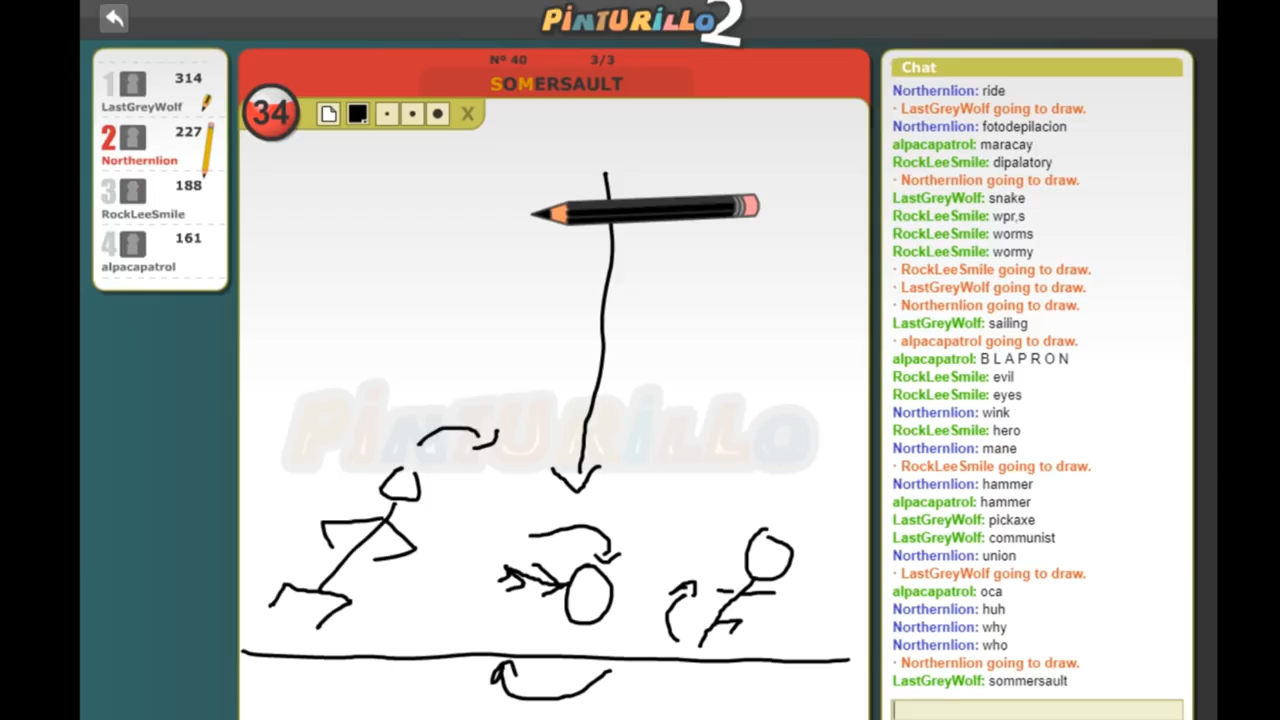 PINTURILLO 2
1 314
LastGreyWolf
2 227
Northernlion
3 188
RockLeeSmile
4 161
alpacapatrol
Nº 40 3/3
SOMERSAULT
34
X
PINTURILLO
Chat
Northernlion: ride
· LastGreyWolf going to draw.
Northernlion: fotodepilacion
alpacapatrol: maracay
RockLeeSmile: dipalatory
· Northernlion going to draw.
LastGreyWolf: snake
RockLeeSmile: wpr,s
RockLeeSmile: worms
RockLeeSmile: wormy
· RockLeeSmile going to draw.
· LastGreyWolf going to draw.
· Northernlion going to draw.
LastGreyWolf: sailing
· alpacapatrol going to draw.
alpacapatrol: B L A P R O N
RockLeeSmile: evil
RockLeeSmile: eyes
Northernlion: wink
RockLeeSmile: hero
Northernlion: mane
· RockLeeSmile going to draw.
Northernlion: hammer
alpacapatrol: hammer
LastGreyWolf: pickaxe
LastGreyWolf: communist
Northernlion: union
· LastGreyWolf going to draw.
alpacapatrol: oca
Northernlion: huh
Northernlion: why
Northernlion: who
· Northernlion going to draw.
LastGreyWolf: sommersault